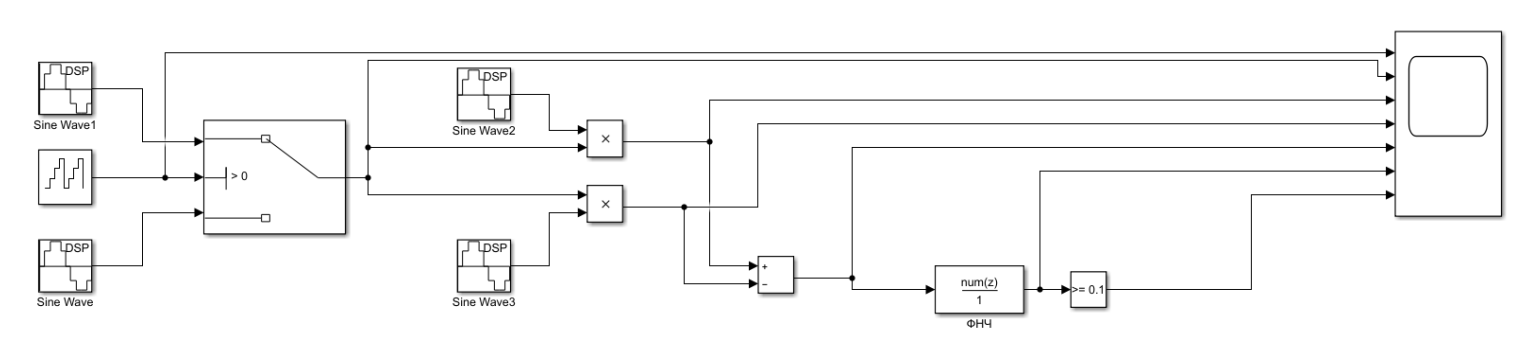 DSP
Sine Wave1
DSP
Sine Wave2
×
> 0
×
DSP
Sine Wave
DSP
Sine Wave3
+
−
num(z)
1
ФНЧ
>= 0.1